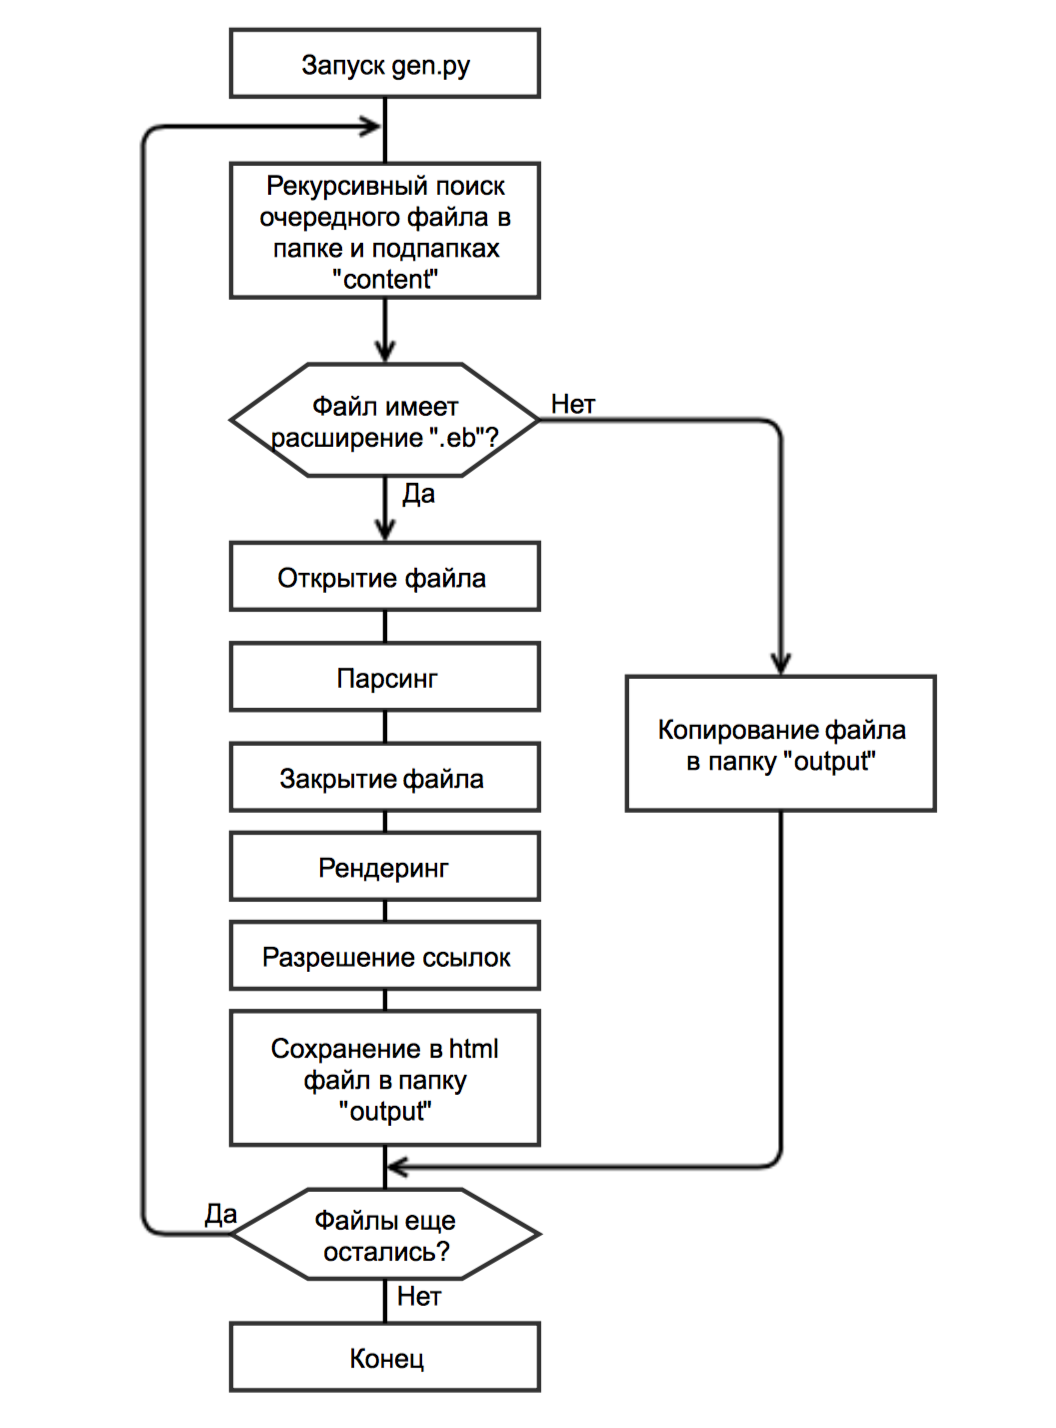 Запуск gen.py
Рекурсивный поиск
очередного файла в
папке и подпапках
"content"
Файл имеет
расширение ".eb"?
Нет
Да
Открытие файла
Парсинг
Копирование файла
в папку "output"
Закрытие файла
Рендеринг
Разрешение ссылок
Сохранение в html
файл в папку
"output"
Да
Файлы еще
остались?
Нет
Конец